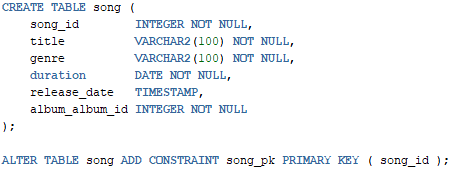 CREATE TABLE song (
    song_id        INTEGER NOT NULL,
    title          VARCHAR2(100) NOT NULL,
    genre          VARCHAR2(100) NOT NULL,
    duration       DATE NOT NULL,
    release_date   TIMESTAMP,
    album_album_id INTEGER NOT NULL
);
ALTER TABLE song ADD CONSTRAINT song_pk PRIMARY KEY ( song_id );